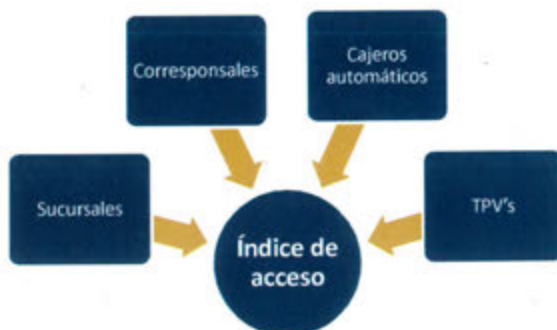 Corresponsales
Cajeros
automáticos
Sucursales
TPV's
Índice de
acceso